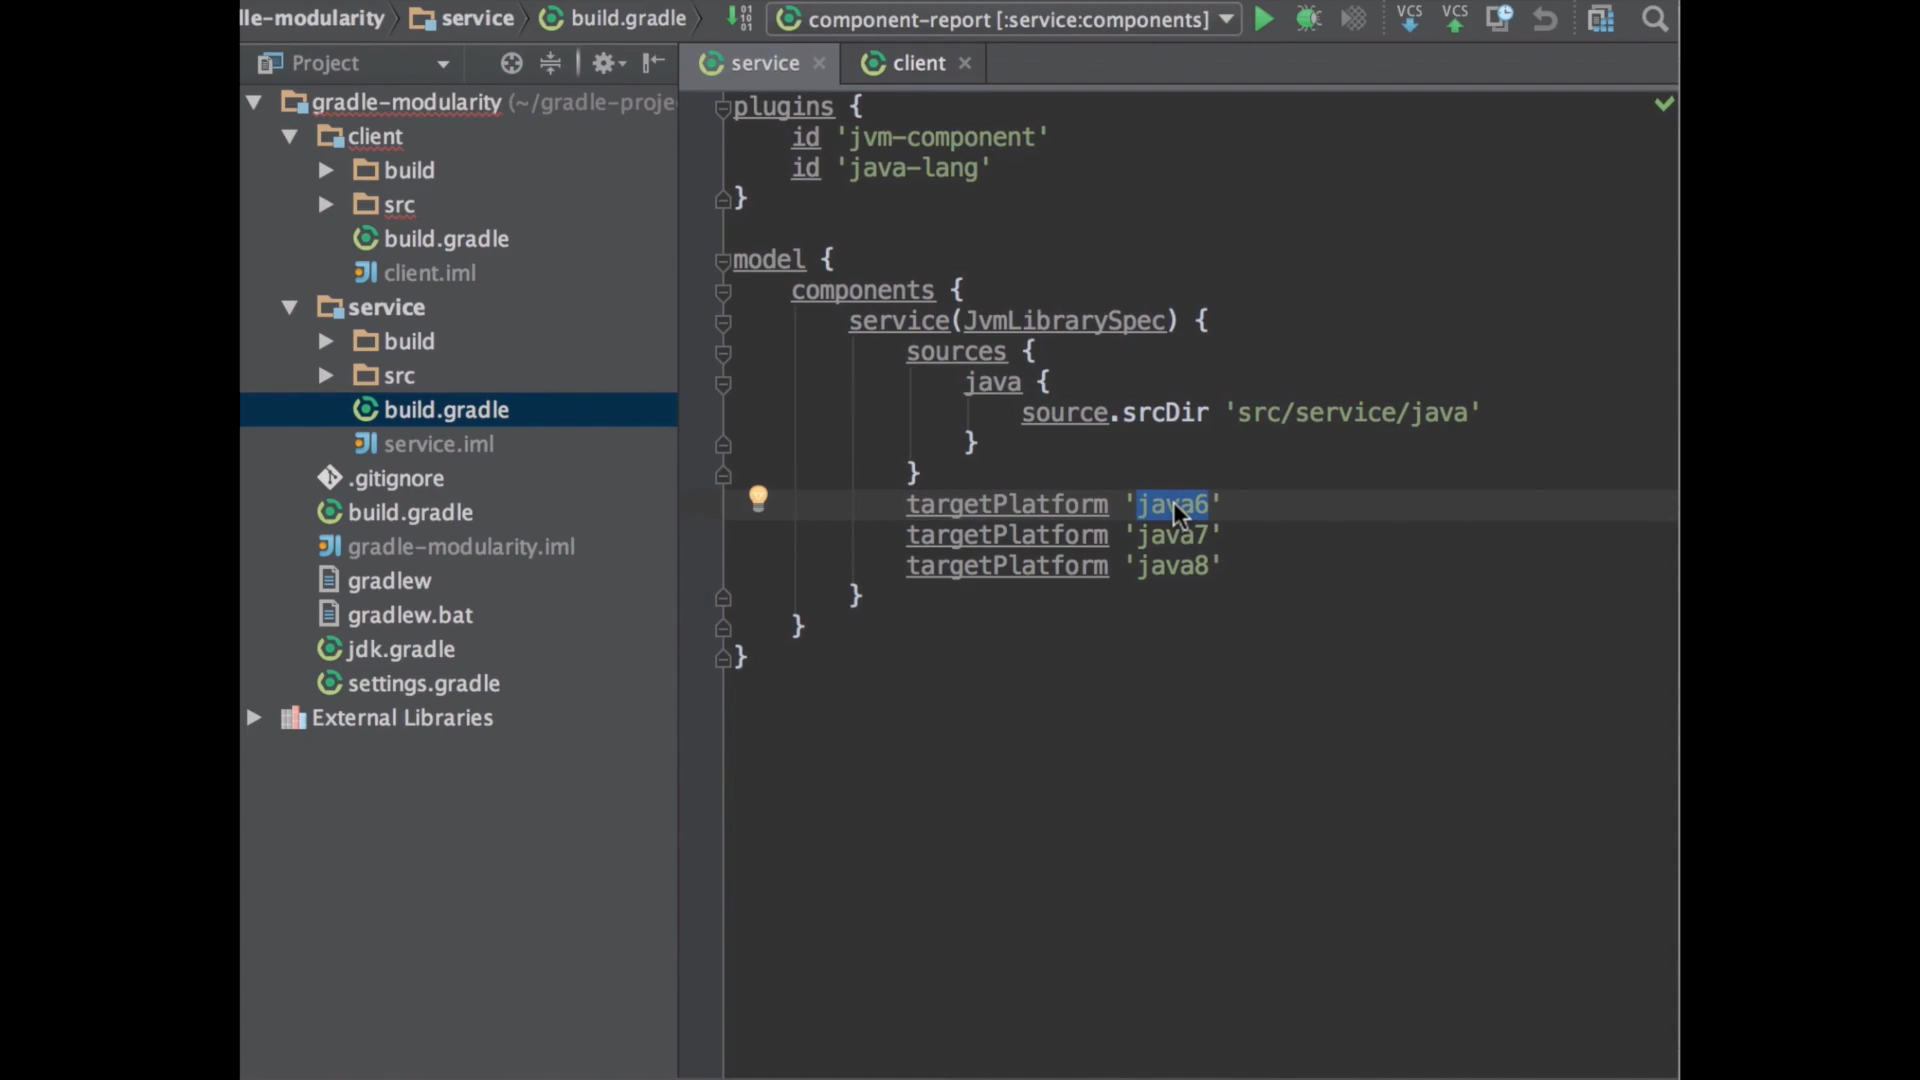 lle-modularity service build.gradle component-report [:service:components] VCS VCS
Project service client
gradle-modularity (~/gradle-proje
client
build
src
build.gradle
client.iml
service
build
src
build.gradle
service.iml
.gitignore
build.gradle
gradle-modularity.iml
gradlew
gradlew.bat
jdk.gradle
settings.gradle
External Libraries
plugins {
id 'jvm-component'
id 'java-lang'
}
model {
components {
service(JvmLibrarySpec) {
sources {
java {
source.srcDir 'src/service/java'
}
}
targetPlatform 'java6'
targetPlatform 'java7'
targetPlatform 'java8'
}
}
}